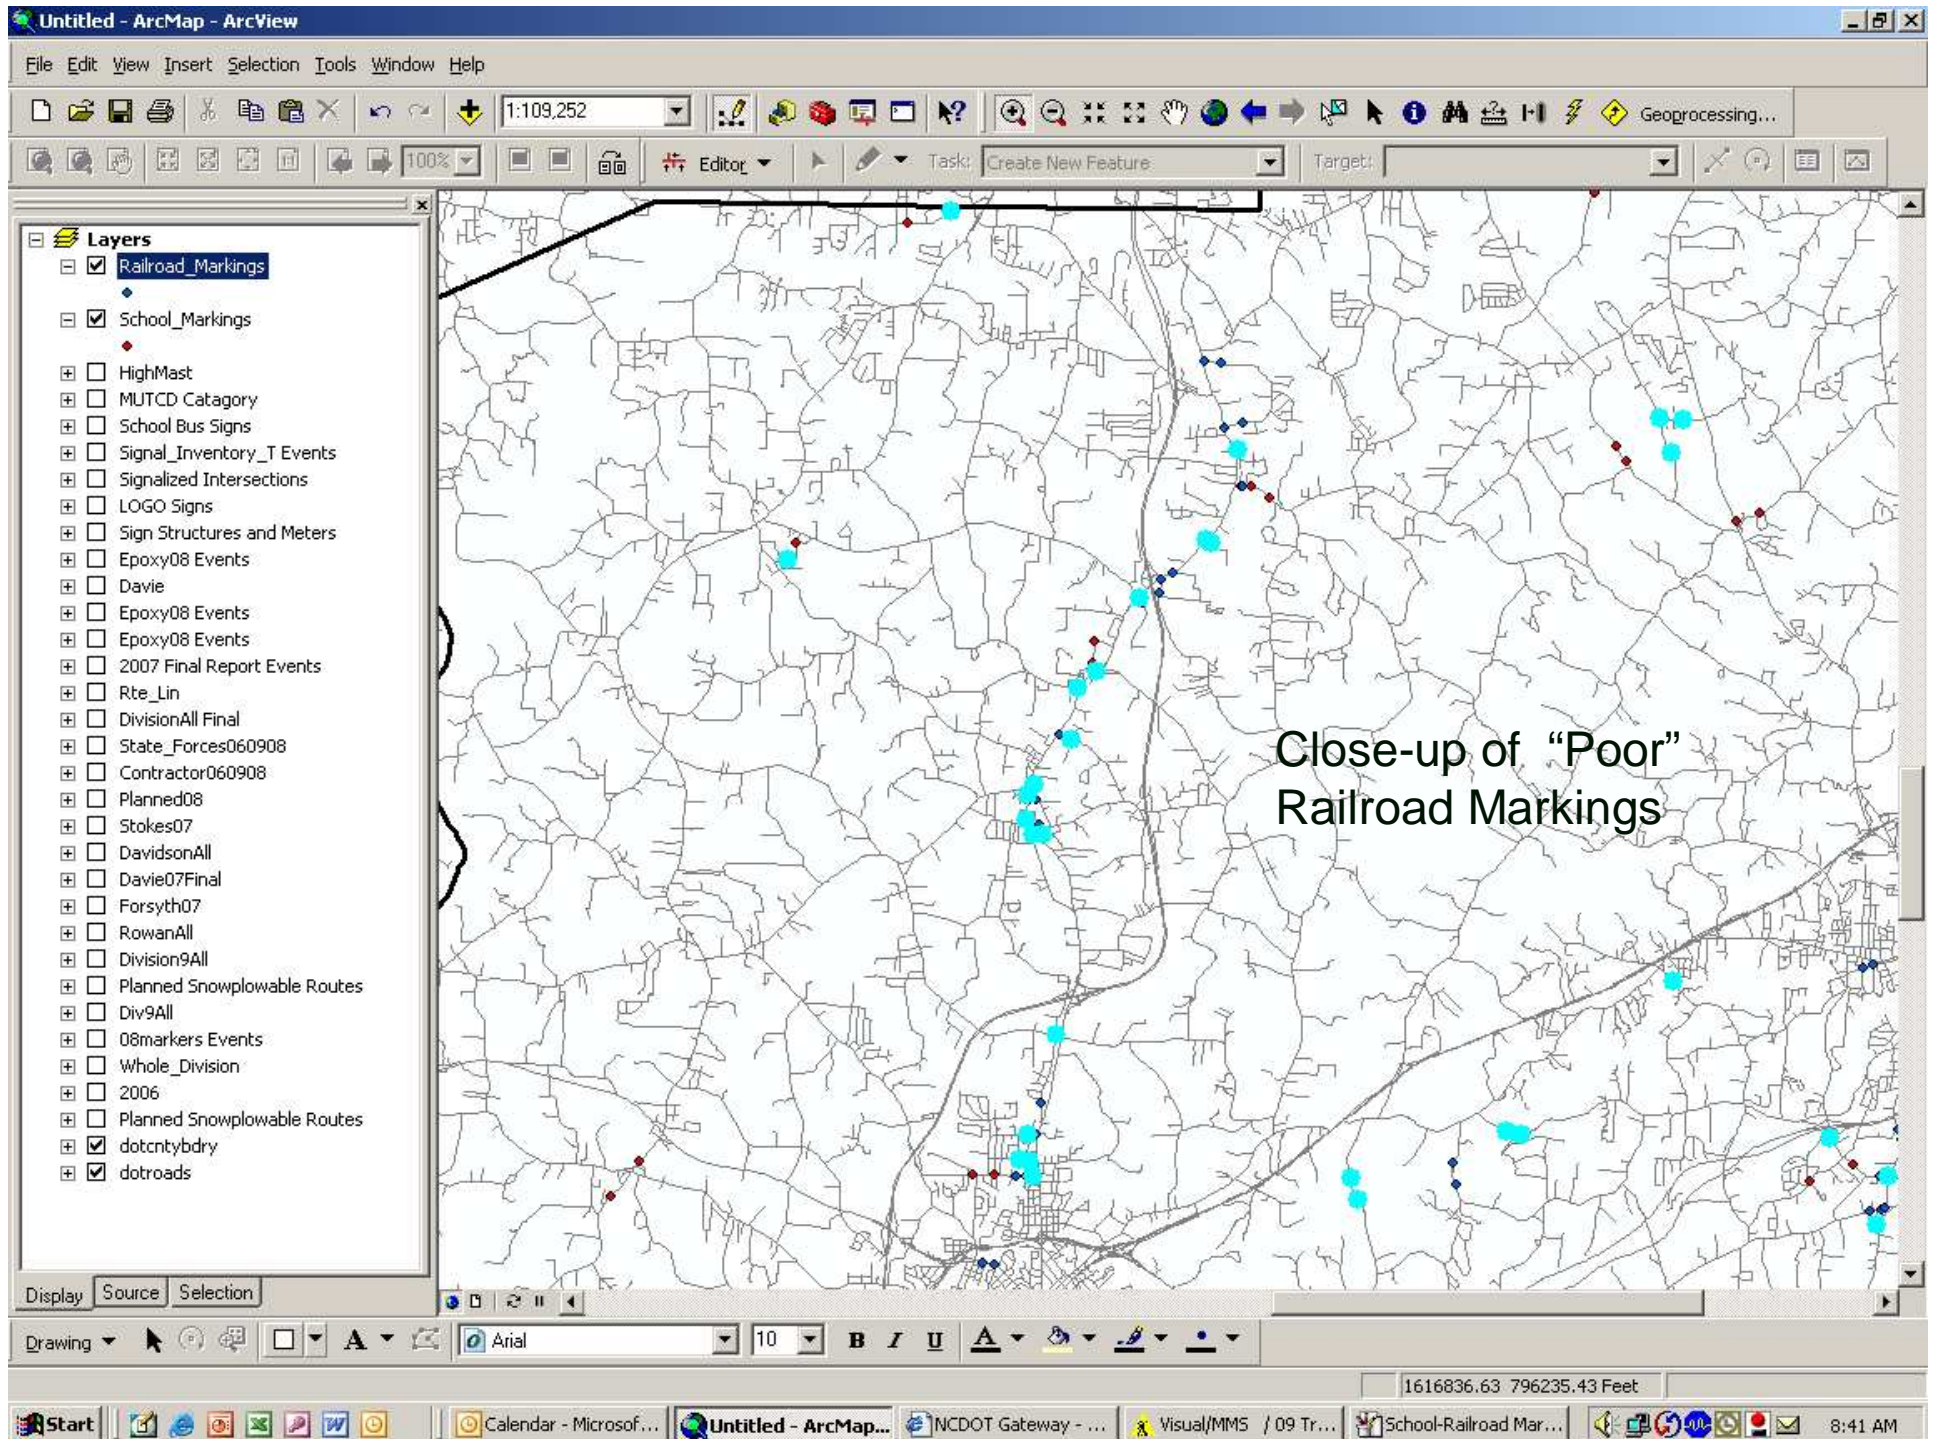 Untitled - ArcMap - ArcView
File Edit View Insert Selection Tools Window Help
1:109,252 Geoprocessing...
100% Editor Task: Create New Feature Target:
Layers
Railroad_Markings
School_Markings
HighMast
MUTCD Catagory
School Bus Signs
Signal_Inventory_T Events
Signalized Intersections
LOGO Signs
Sign Structures and Meters
Epoxy08 Events
Davie
Epoxy08 Events
Epoxy08 Events
2007 Final Report Events
Rte_Lin
DivisionAll Final
State_Forces060908
Contractor060908
Planned08
Stokes07
DavidsonAll
Davie07Final
Forsyth07
RowanAll
Division9All
Planned Snowplowable Routes
Div9All
08markers Events
Whole_Division
2006
Planned Snowplowable Routes
dotcntybdry
dotroads
Close-up of “Poor”
Railroad Markings
Display Source Selection
Drawing A Arial 10 B I U A
1616836.63 796235.43 Feet
Start Calendar - Microsof... Untitled - ArcMap... NCDOT Gateway - ... Visual/MMS / 09 Tr... School-Railroad Mar... 8:41 AM